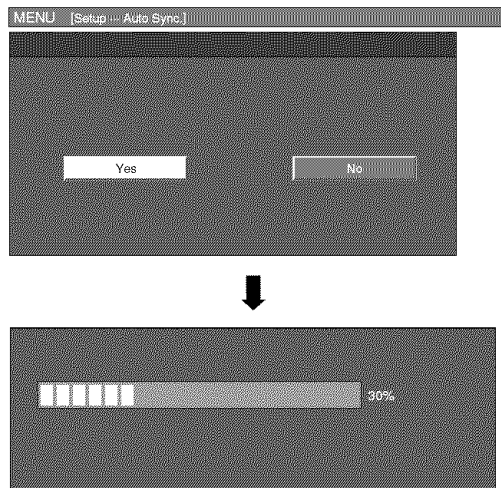 MENU [Setup --- Auto Sync.]
Yes No
30%